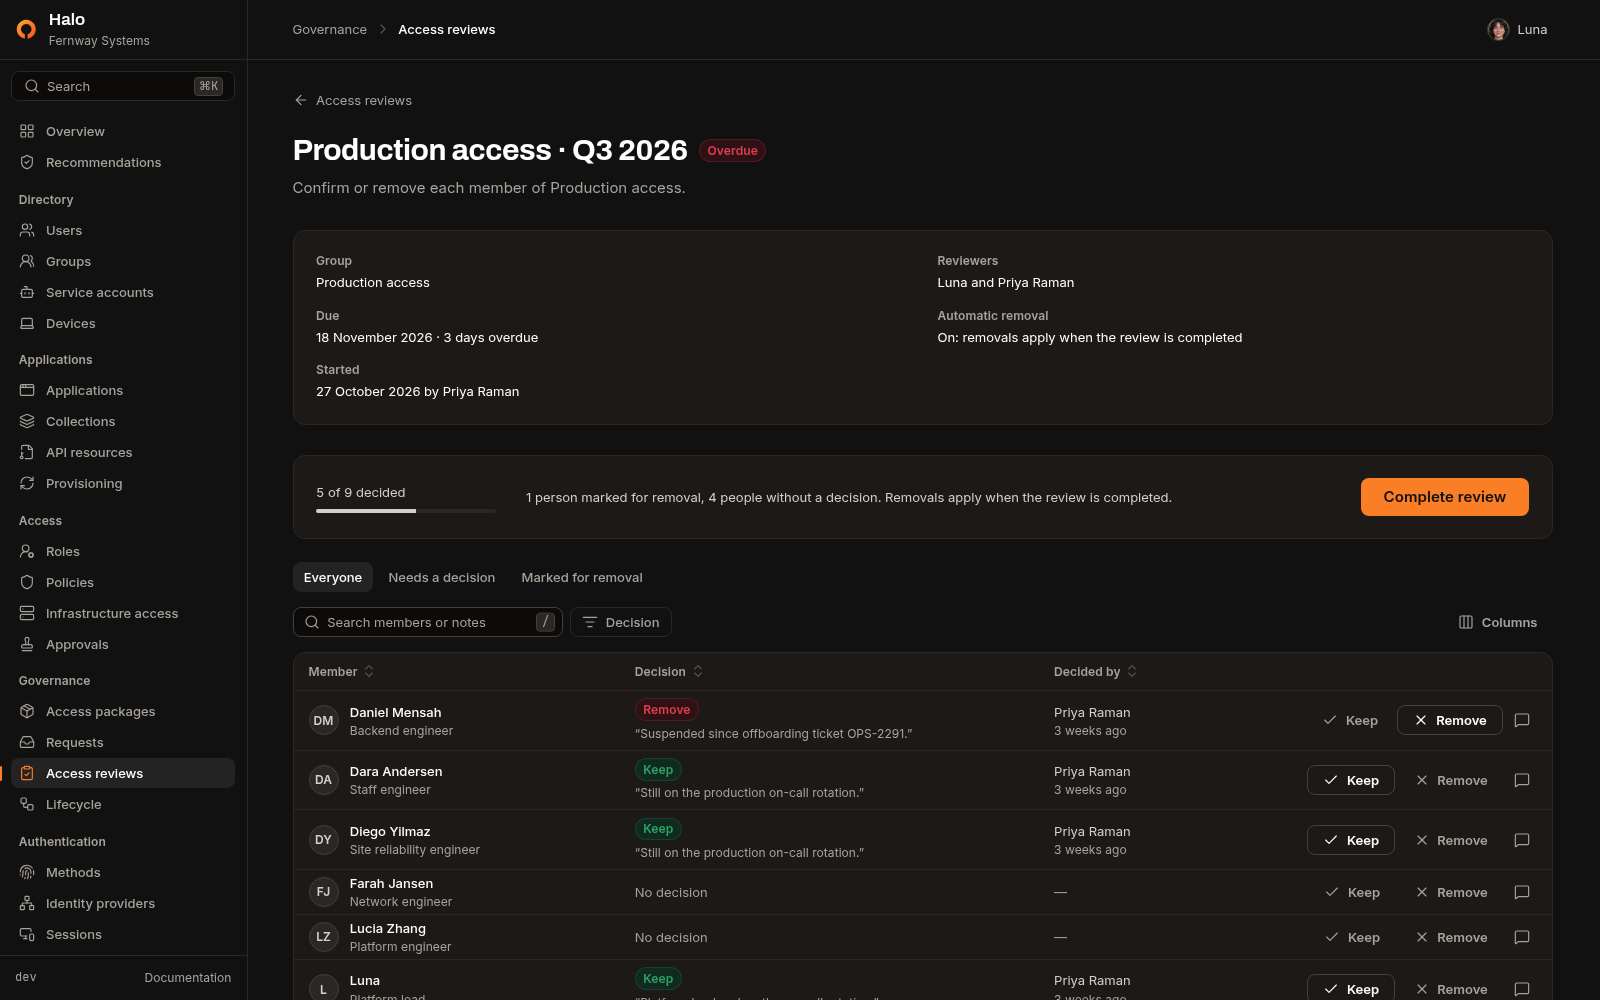 Halo
Fernway Systems
Search
⌘K
Overview
Recommendations
Directory
Users
Groups
Service accounts
Devices
Applications
Applications
Collections
API resources
Provisioning
Access
Roles
Policies
Infrastructure access
Approvals
Governance
Access packages
Requests
Access reviews
Lifecycle
Authentication
Methods
Identity providers
Sessions
dev
Documentation
Governance
Access reviews
Luna
Access reviews
Production access · Q3 2026
Overdue
Confirm or remove each member of Production access.
Group
Production access
Reviewers
Luna and Priya Raman
Due
18 November 2026 · 3 days overdue
Automatic removal
On: removals apply when the review is completed
Started
27 October 2026 by Priya Raman
5 of 9 decided
1 person marked for removal, 4 people without a decision. Removals apply when the review is completed.
Complete review
Everyone
Needs a decision
Marked for removal
Search members or notes
/
Decision
Columns
Member
Decision
Decided by
DM
Daniel Mensah
Backend engineer
Remove
“Suspended since offboarding ticket OPS-2291.”
Priya Raman
3 weeks ago
Keep
Remove
DA
Dara Andersen
Staff engineer
Keep
“Still on the production on-call rotation.”
Priya Raman
3 weeks ago
Keep
Remove
DY
Diego Yilmaz
Site reliability engineer
Keep
“Still on the production on-call rotation.”
Priya Raman
3 weeks ago
Keep
Remove
FJ
Farah Jansen
Network engineer
No decision
—
Keep
Remove
LZ
Lucia Zhang
Platform engineer
No decision
—
Keep
Remove
L
Luna
Platform lead
Keep
Priya Raman
3 weeks ago
Keep
Remove